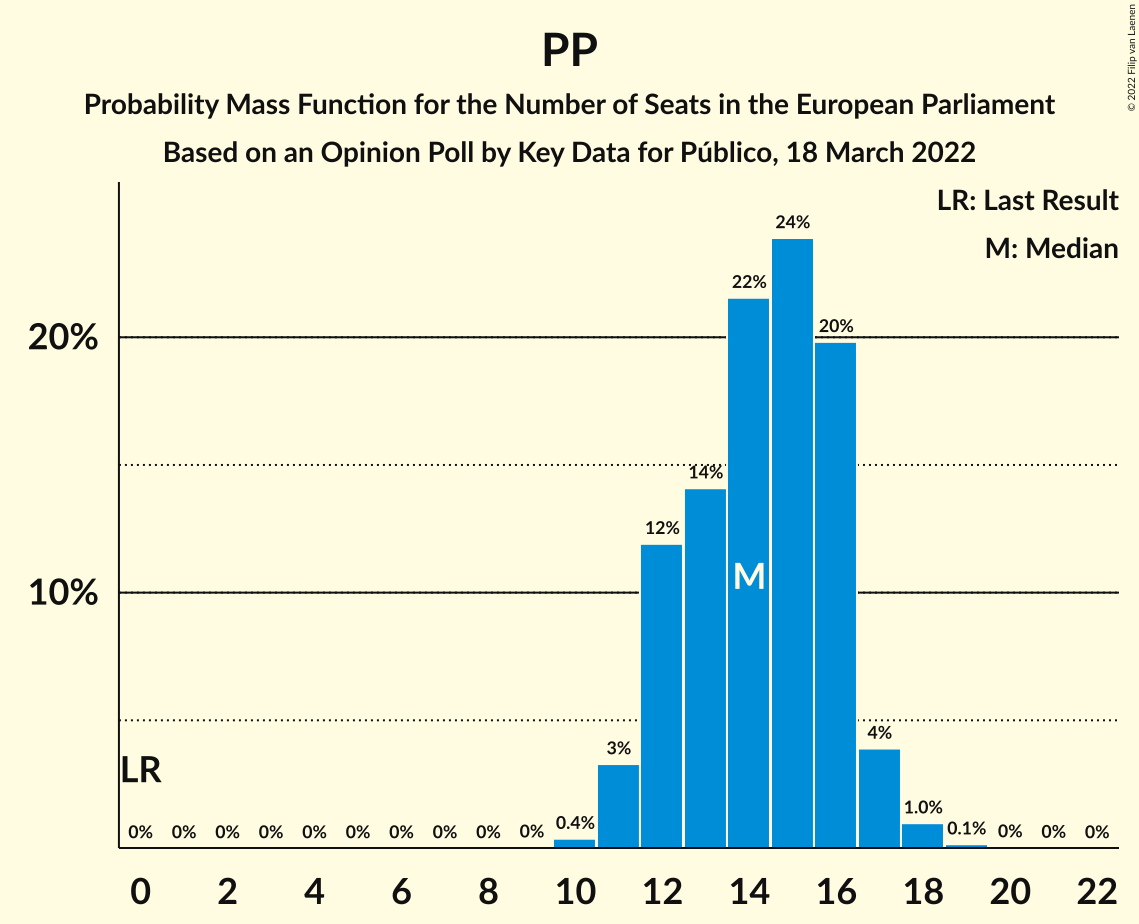 PP
Probability Mass Function for the Number of Seats in the European Parliament
Based on an Opinion Poll by Key Data for Público, 18 March 2022
© 2022 Filip van Laenen
LR: Last Result
M: Median
20%
10%
LR
M
0% 0% 0% 0% 0% 0% 0% 0% 0% 0% 0.4% 3% 12% 14% 22% 24% 20% 4% 1.0% 0.1% 0% 0% 0%
0 2 4 6 8 10 12 14 16 18 20 22